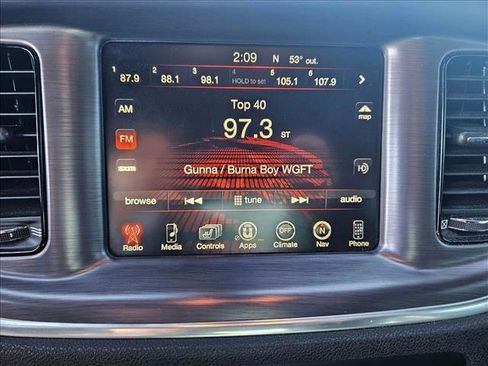 2:09 N 53° out.
1 87.9 2 88.1 3 98.1 4 HOLD to set 5 105.1 6 107.9
AM Top 40 map
97.3 ST
FM
sxm Gunna / Burna Boy WGFT HD
browse tune audio
Radio Media Controls Apps OFF Climate N Nav Phone